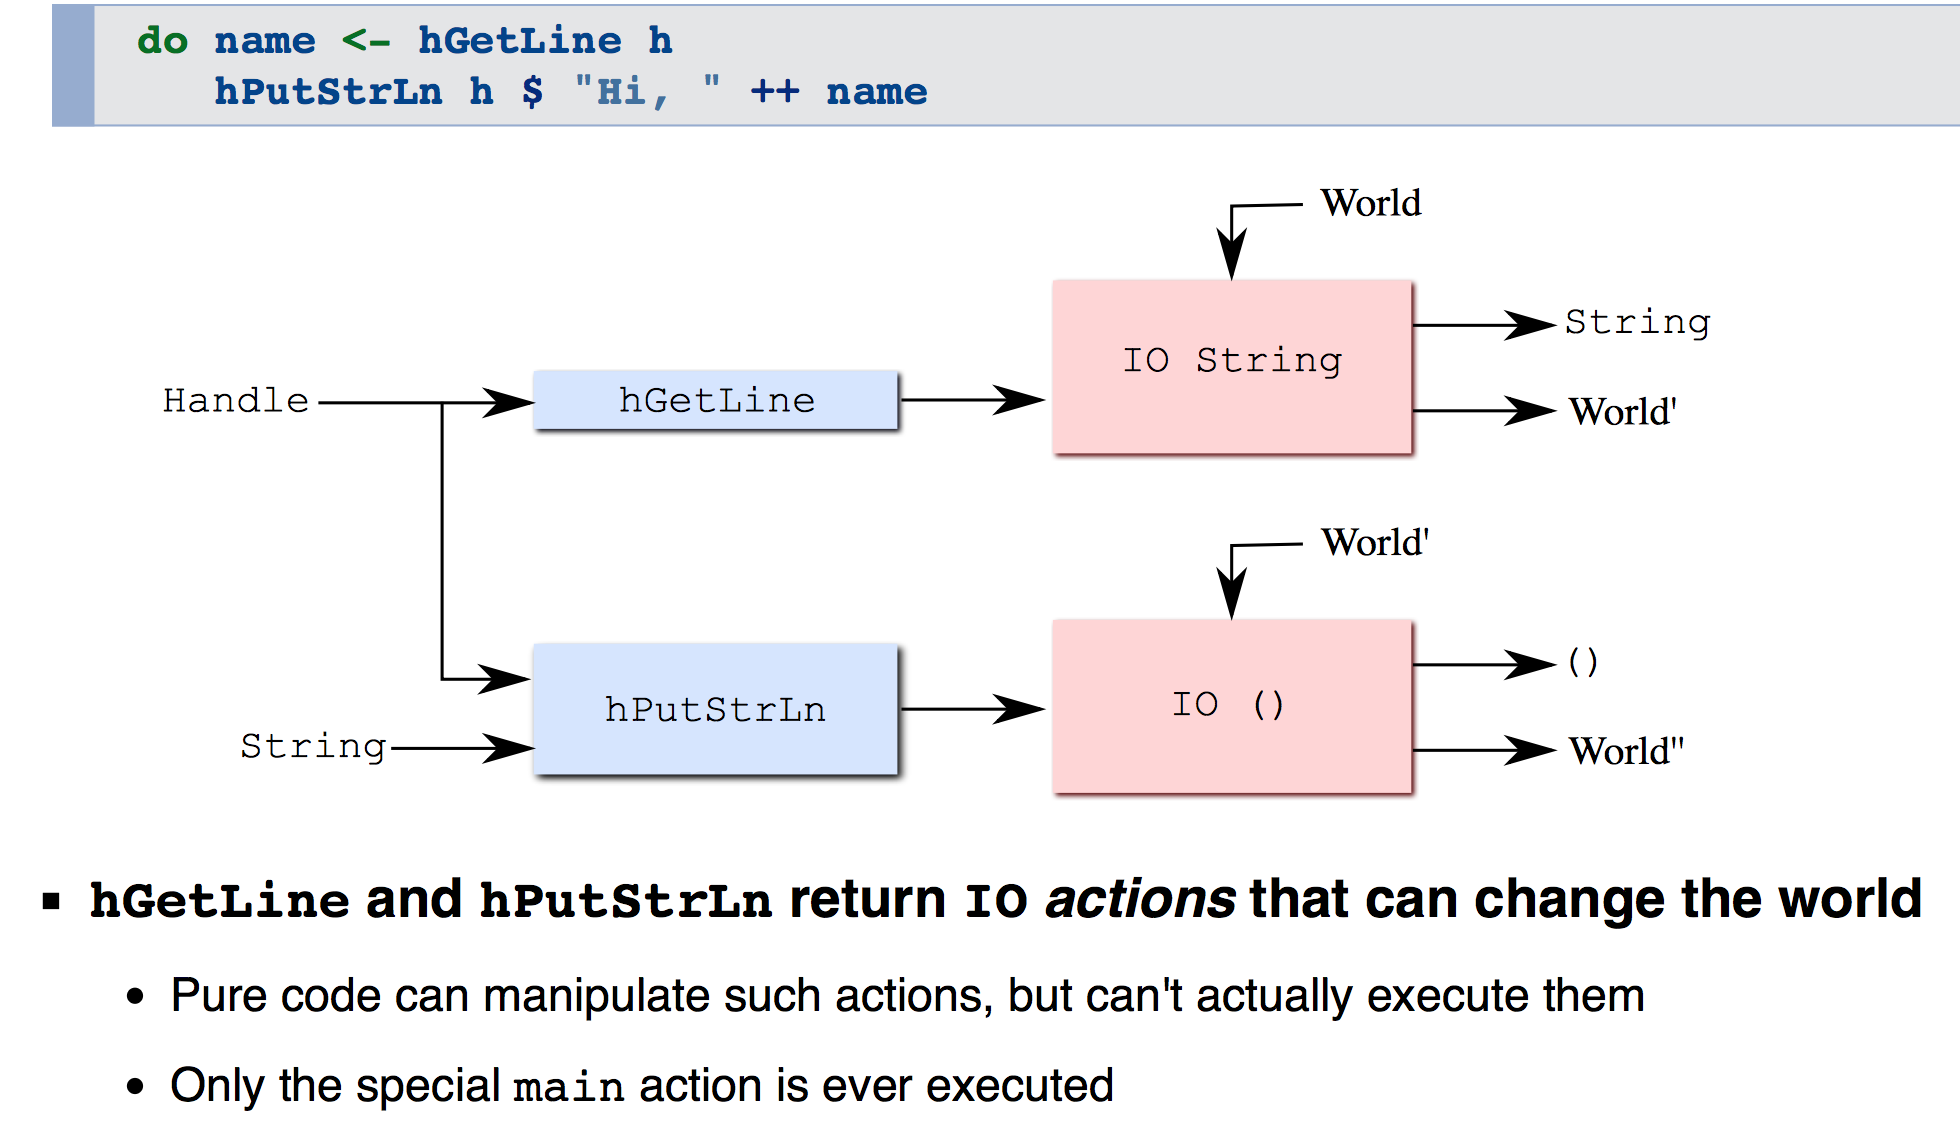 do name <- hGetLine h
hPutStrLn h $ "Hi, " ++ name
World
IO String
String
Handle
hGetLine
World'
World'
hPutStrLn
IO ()
()
String
World"
▪ hGetLine and hPutStrLn return IO actions that can change the world
• Pure code can manipulate such actions, but can't actually execute them
• Only the special main action is ever executed